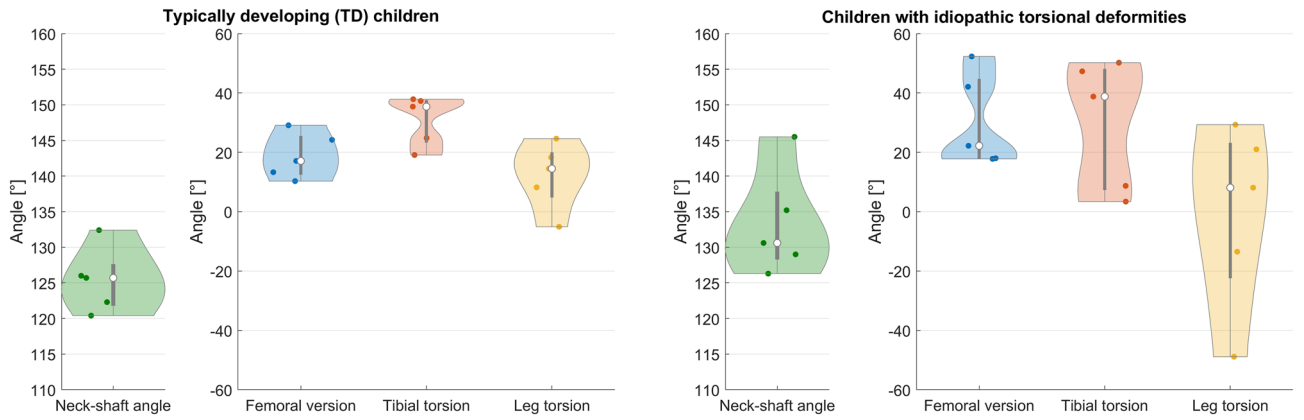 Typically developing (TD) children
160
155
150
145
140
135
130
125
120
115
110
Angle [°]
Neck-shaft angle
60
40
20
0
-20
-40
-60
Angle [°]
Femoral version
Tibial torsion
Leg torsion
Children with idiopathic torsional deformities
160
155
150
145
140
135
130
125
120
115
110
Angle [°]
Neck-shaft angle
60
40
20
0
-20
-40
-60
Angle [°]
Femoral version
Tibial torsion
Leg torsion